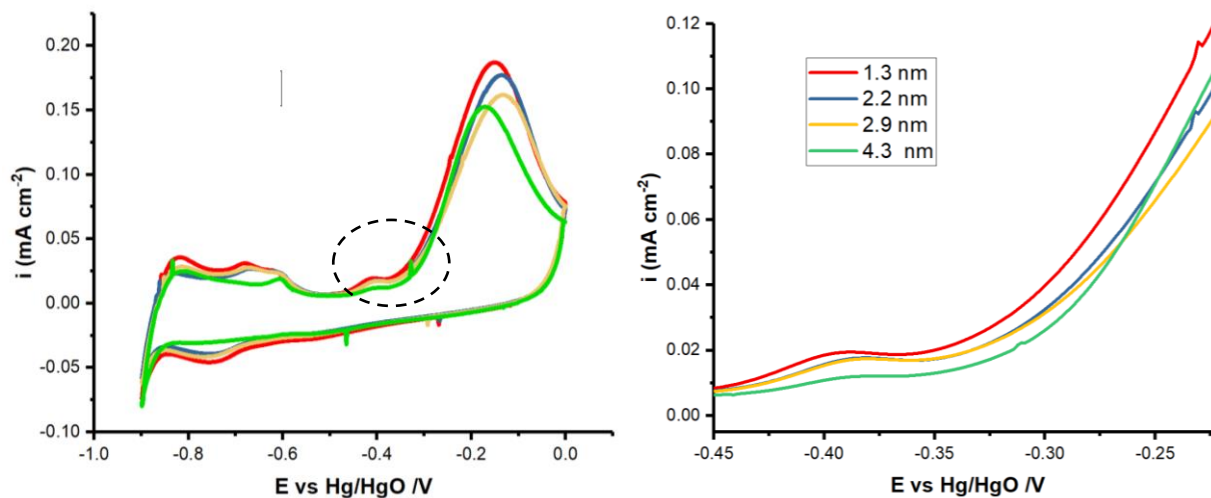 0.20
0.15
0.10
0.05
0.00
-0.05
-0.10
i (mA cm-2)
-1.0 -0.8 -0.6 -0.4 -0.2 0.0
E vs Hg/HgO /V
0.12
0.10
0.08
0.06
0.04
0.02
0.00
i (mA cm-2)
1.3 nm
2.2 nm
2.9 nm
4.3 nm
-0.45 -0.40 -0.35 -0.30 -0.25
E vs Hg/HgO /V